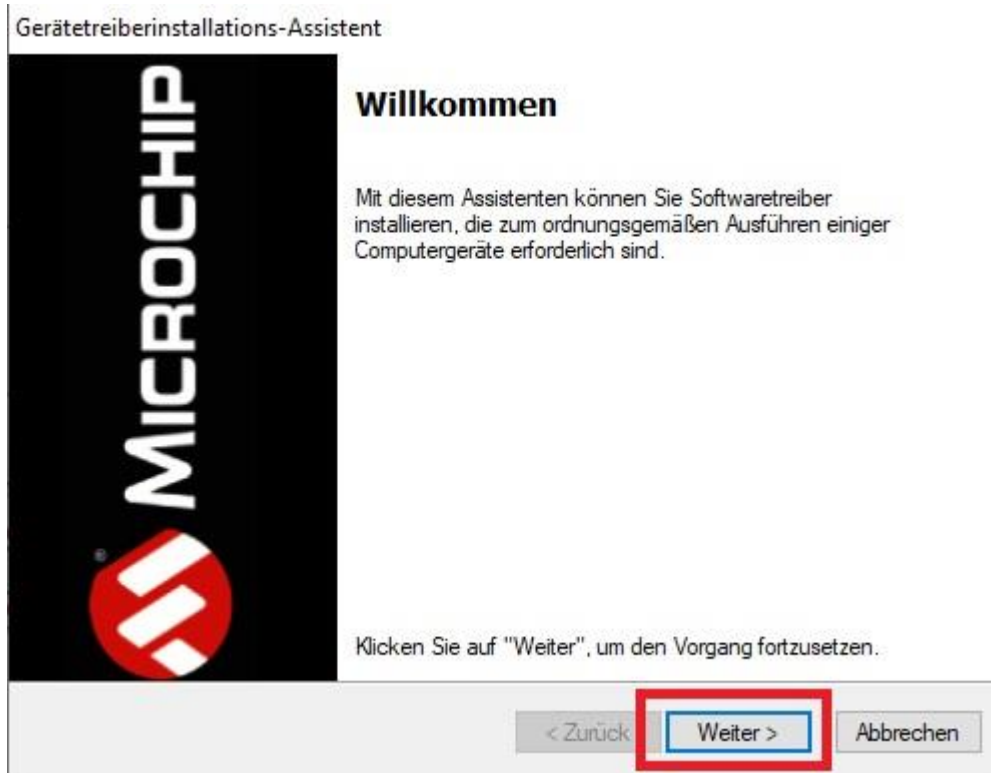 Gerätetreiberinstallations-Assistent
MICROCHIP
®
Willkommen
Mit diesem Assistenten können Sie Softwaretreiber
installieren, die zum ordnungsgemäßen Ausführen einiger
Computergeräte erforderlich sind.
Klicken Sie auf "Weiter", um den Vorgang fortzusetzen.
< Zurück
Weiter >
Abbrechen